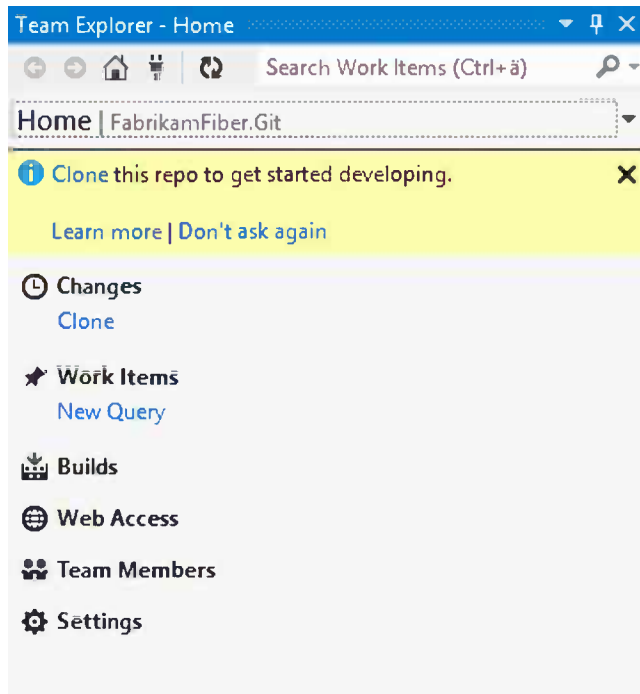 Team Explorer - Home
Search Work Items (Ctrl+ä)
Home | FabrikamFiber.Git
Clone this repo to get started developing.
Learn more | Don't ask again
Changes
Clone
Work Items
New Query
Builds
Web Access
Team Members
Settings